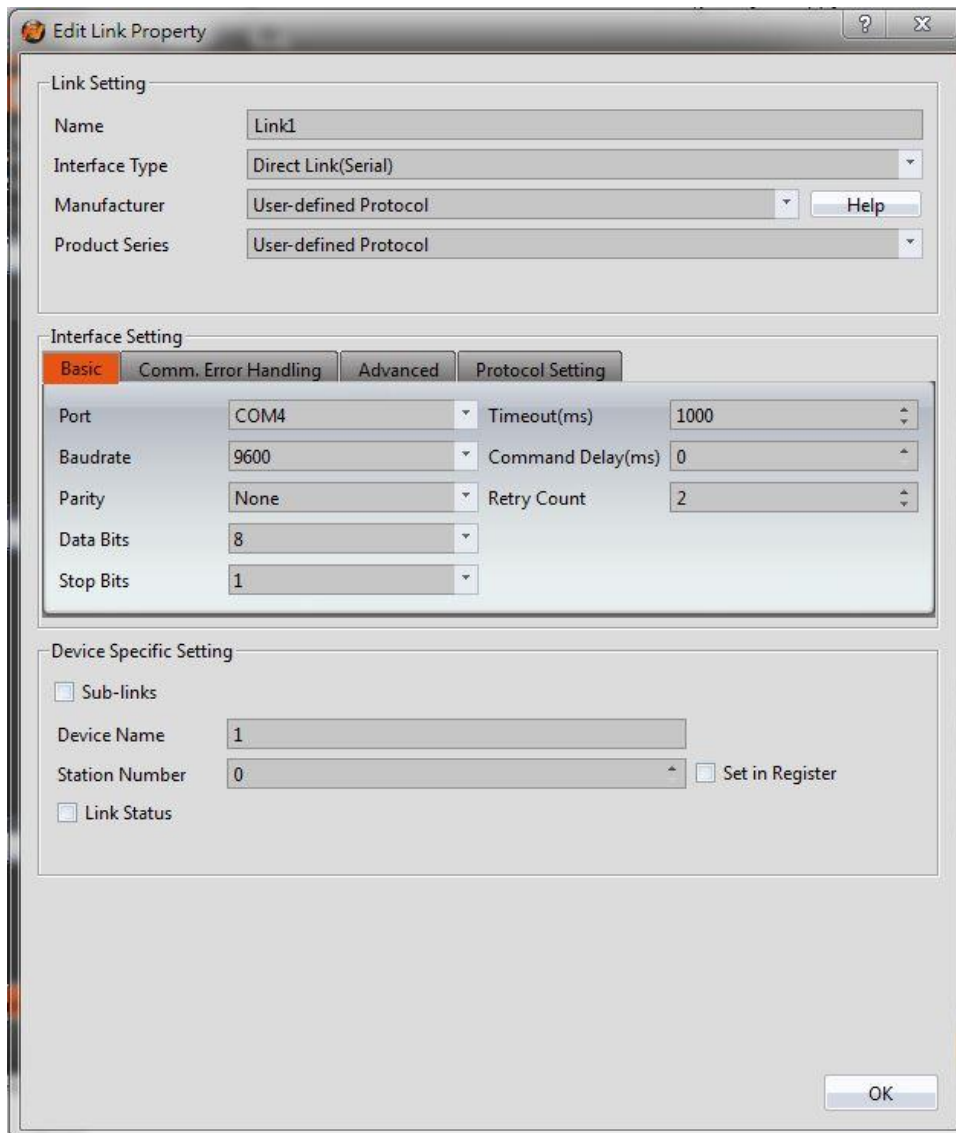 Edit Link Property
Link Setting
Name Link1
Interface Type Direct Link(Serial)
Manufacturer User-defined Protocol Help
Product Series User-defined Protocol
Interface Setting
Basic Comm. Error Handling Advanced Protocol Setting
Port COM4 Timeout(ms) 1000
Baudrate 9600 Command Delay(ms) 0
Parity None Retry Count 2
Data Bits 8
Stop Bits 1
Device Specific Setting
Sub-links
Device Name 1
Station Number 0 Set in Register
Link Status
OK